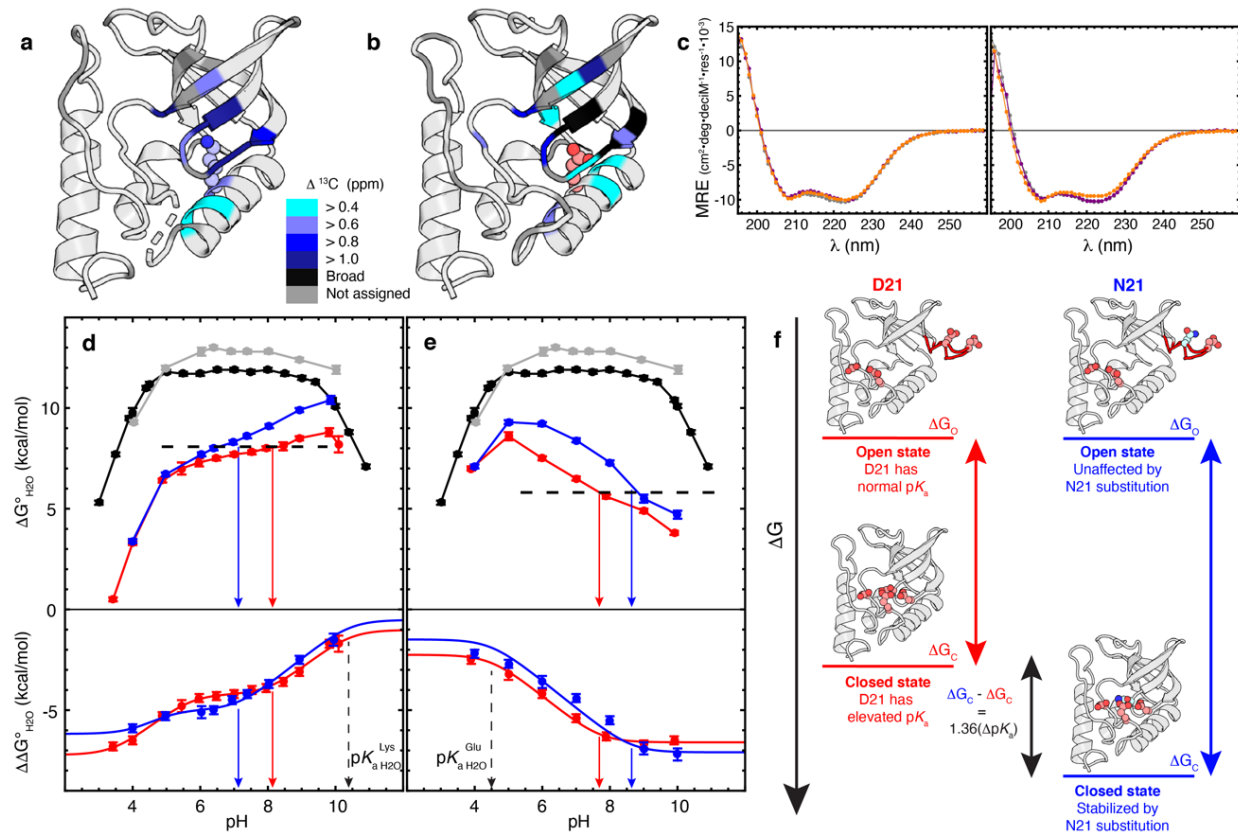 a
b
c
Δ ¹³C (ppm)
> 0.4
> 0.6
> 0.8
> 1.0
Broad
Not assigned
MRE (cm²•deg•deciM⁻¹•res⁻¹•10⁻³)
15
10
5
0
-5
-10
200 210 220 230 240 250
200 210 220 230 240 250
λ (nm)
λ (nm)
d
e
ΔG°H2O (kcal/mol)
10
5
0
ΔΔG°H2O (kcal/mol)
-5
pKa H2O Lys
pKa H2O Glu
4 6 8 10
4 6 8 10
pH
pH
f
D21
N21
ΔG
ΔGO
ΔGO
Open state
D21 has
normal pKa
Open state
Unaffected by
N21 substitution
ΔGC
Closed state
D21 has
elevated pKa
ΔGC - ΔGC
=
1.36(ΔpKa)
ΔGC
Closed state
Stabilized by
N21 substitution